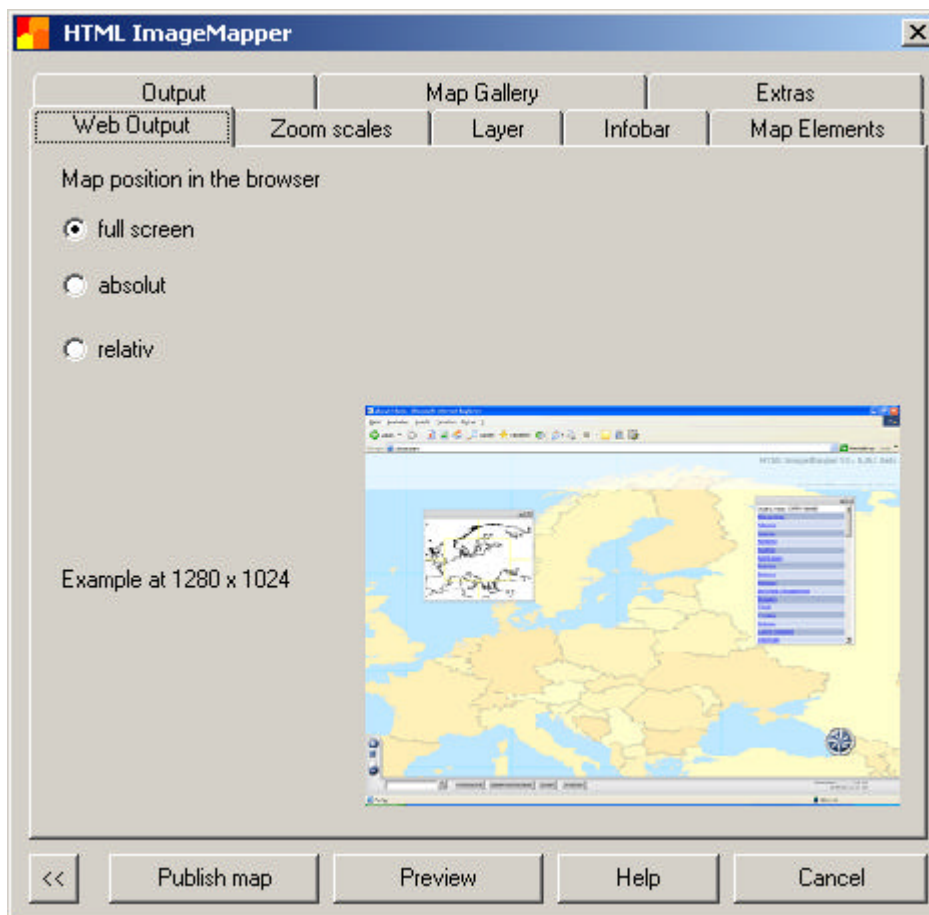 HTML ImageMapper
Output Map Gallery Extras
Web Output Zoom scales Layer Infobar Map Elements
Map position in the browser
full screen
absolut
relativ
Example at 1280 x 1024
<< Publish map Preview Help Cancel